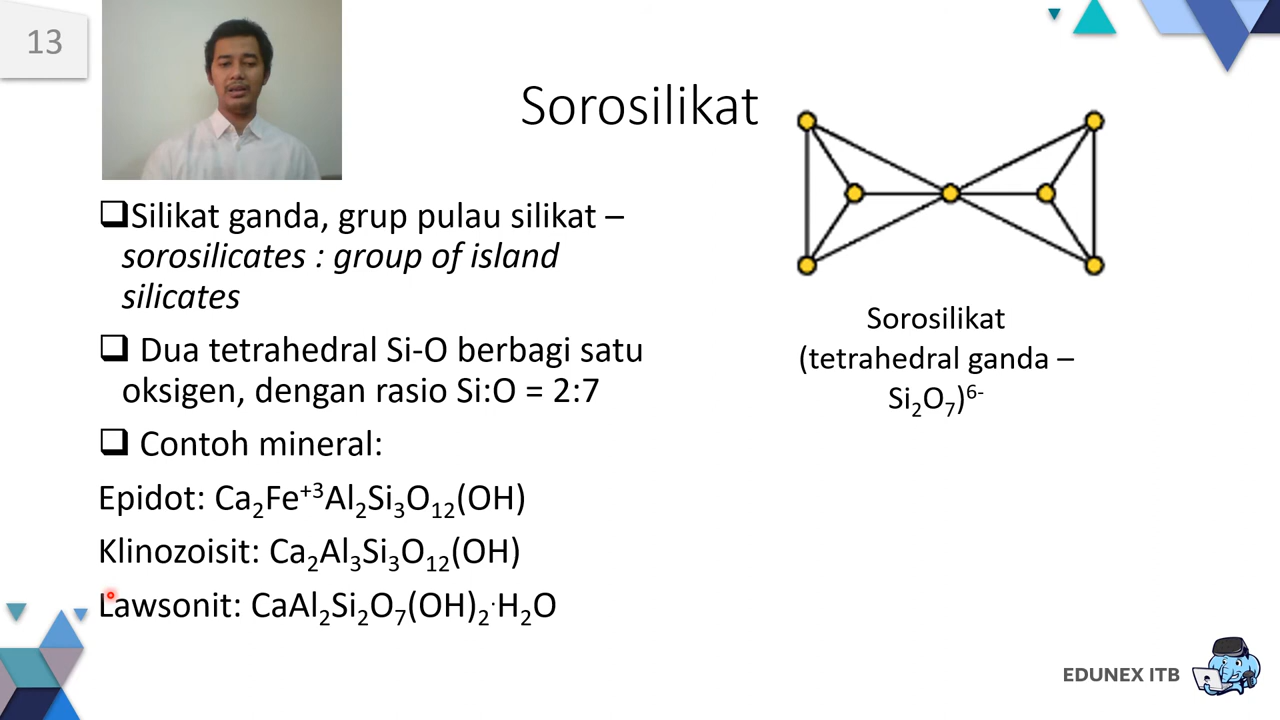 13
Sorosilikat
❑Silikat ganda, grup pulau silikat –
sorosilicates : group of island
silicates
❑ Dua tetrahedral Si-O berbagi satu
oksigen, dengan rasio Si:O = 2:7
❑ Contoh mineral:
Epidot: Ca₂Fe⁺³Al₂Si₃O₁₂(OH)
Klinozoisit: Ca₂Al₃Si₃O₁₂(OH)
Lawsonit: CaAl₂Si₂O₇(OH)₂·H₂O
Sorosilikat
(tetrahedral ganda –
Si₂O₇)⁶⁻
EDUNEX ITB